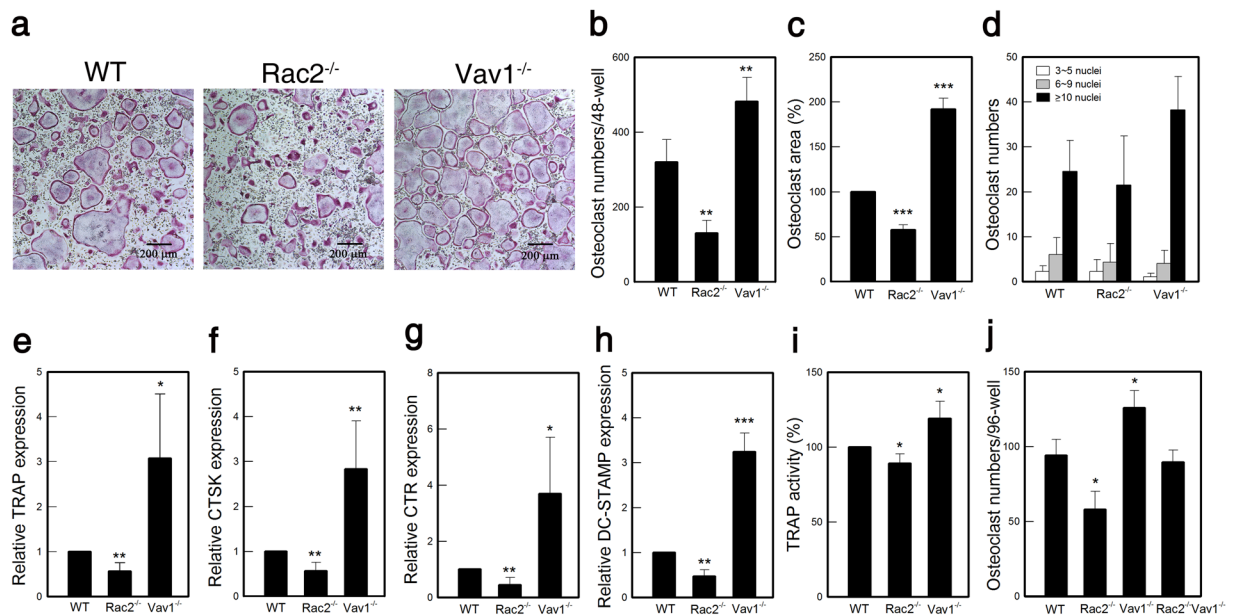 a
WT
Rac2-/-
Vav1-/-
200 μm
200 μm
200 μm
b
Osteoclast numbers/48-well
600
400
200
0
**
**
WT Rac2-/- Vav1-/-
c
Osteoclast area (%)
250
200
150
100
50
0
***
***
WT Rac2-/- Vav1-/-
d
Osteoclast numbers
50
40
30
20
10
0
3~5 nuclei
6~9 nuclei
≥10 nuclei
WT Rac2-/- Vav1-/-
e
Relative TRAP expression
5
4
3
2
1
0
**
*
WT Rac2-/- Vav1-/-
f
Relative CTSK expression
5
4
3
2
1
0
**
**
WT Rac2-/- Vav1-/-
g
Relative CTR expression
8
6
4
2
0
**
*
WT Rac2-/- Vav1-/-
h
Relative DC-STAMP expression
5
4
3
2
1
0
**
***
WT Rac2-/- Vav1-/-
i
TRAP activity (%)
150
100
50
0
*
*
WT Rac2-/- Vav1-/-
j
Osteoclast numbers/96-well
150
100
50
0
*
*
WT Rac2-/- Vav1-/- Rac2-/-Vav1-/-